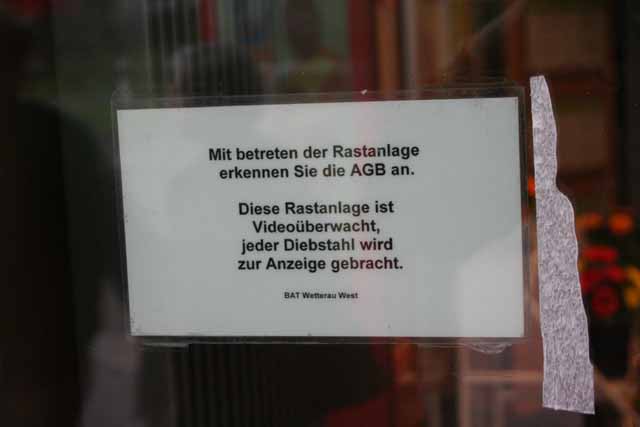 Mit betreten der Rastanlage
erkennen Sie die AGB an.
Diese Rastanlage ist
Videoüberwacht,
jeder Diebstahl wird
zur Anzeige gebracht.
BAT Wetterau West